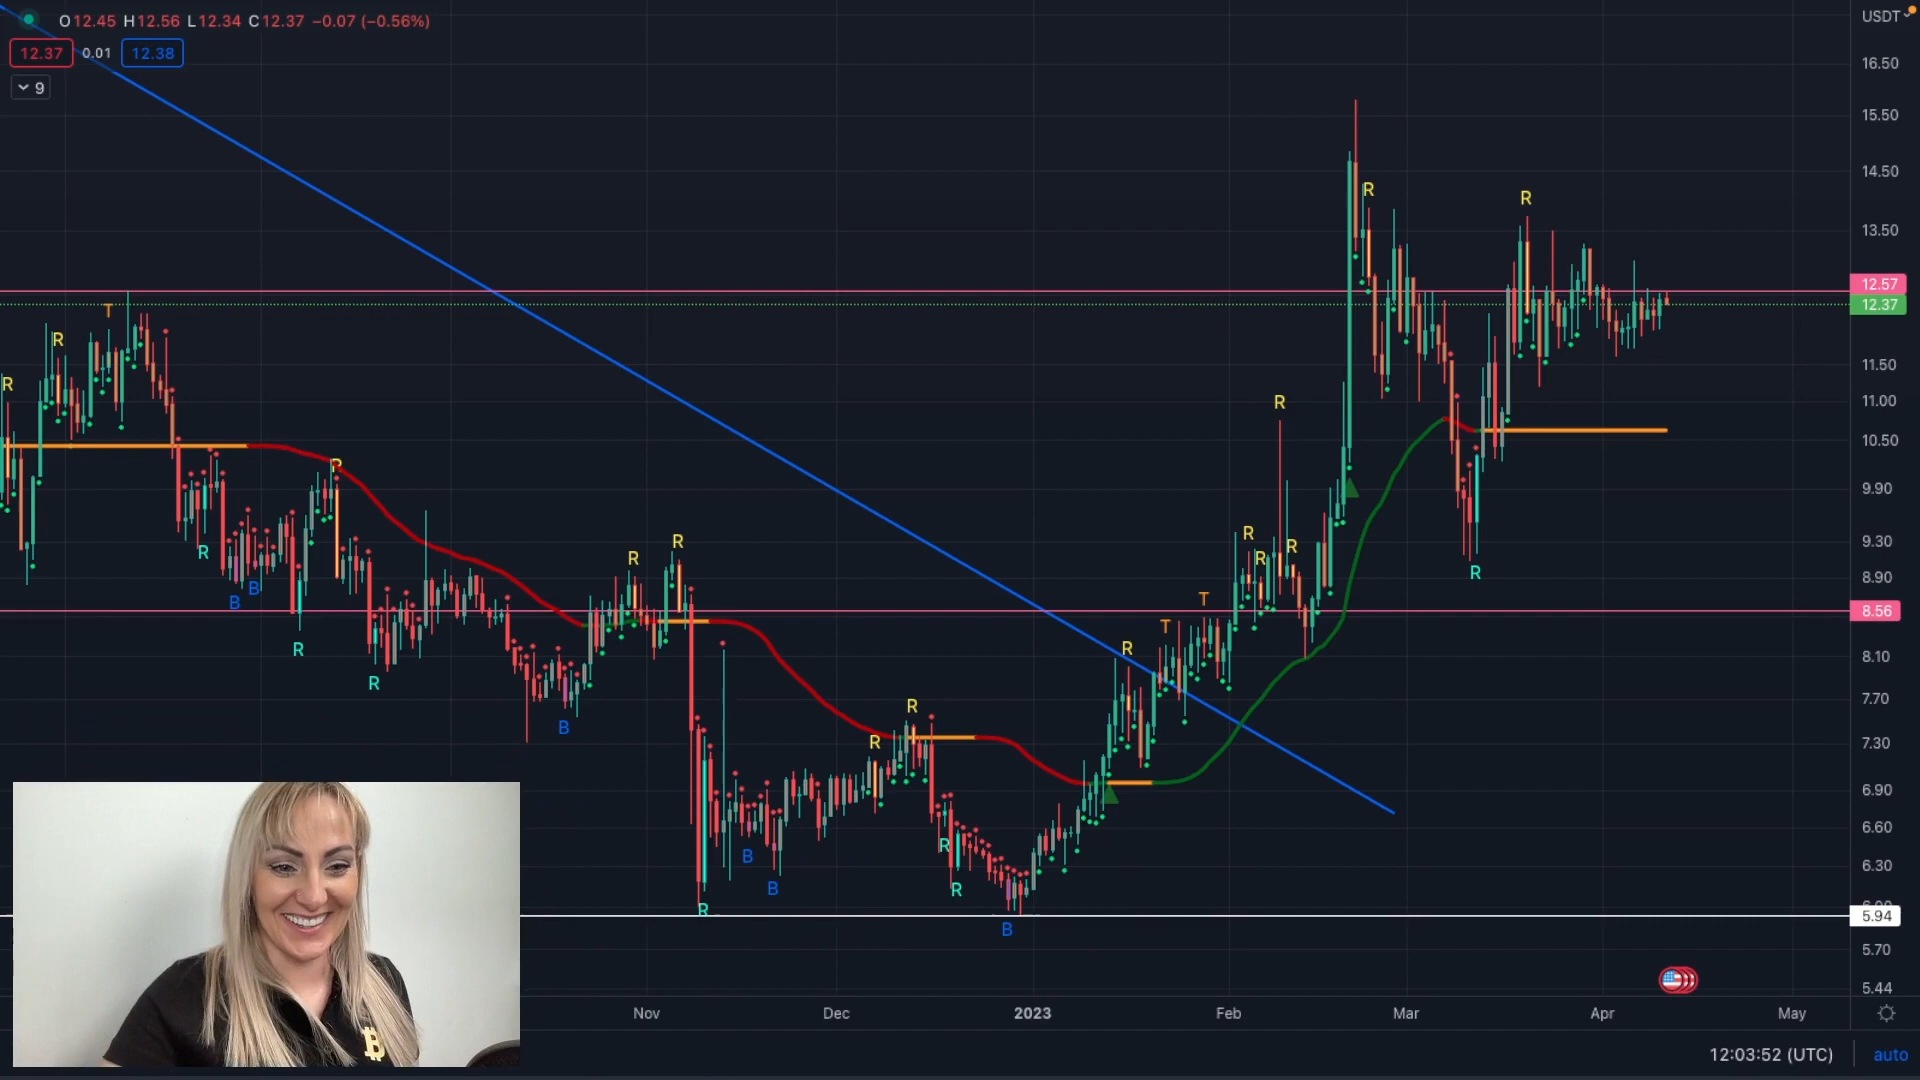 O12.45 H12.56 L12.34 C12.37 −0.07 (−0.56%)
12.37 0.01 12.38
9
USDT
16.50
15.50
14.50
13.50
12.57
12.37
11.50
11.00
10.50
9.90
9.30
8.90
8.56
8.10
7.70
7.30
6.90
6.60
6.30
5.94
5.70
5.44
R
R
T
R
B
B
R
R
R
B
R
R
R
B
B
R
R
R
R
B
R
T
T
R
R
R
R
R
R
R
Nov Dec 2023 Feb Mar Apr May
12:03:52 (UTC) auto